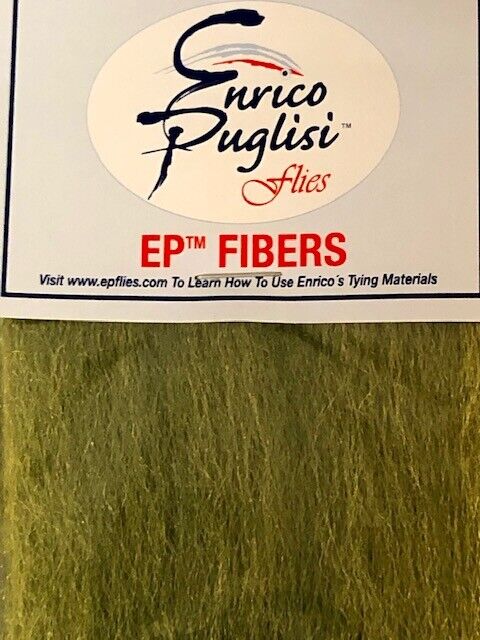 Enrico
Puglisi™
flies
EP™ FIBERS
Visit www.epflies.com To Learn How To Use Enrico´s Tying Materials